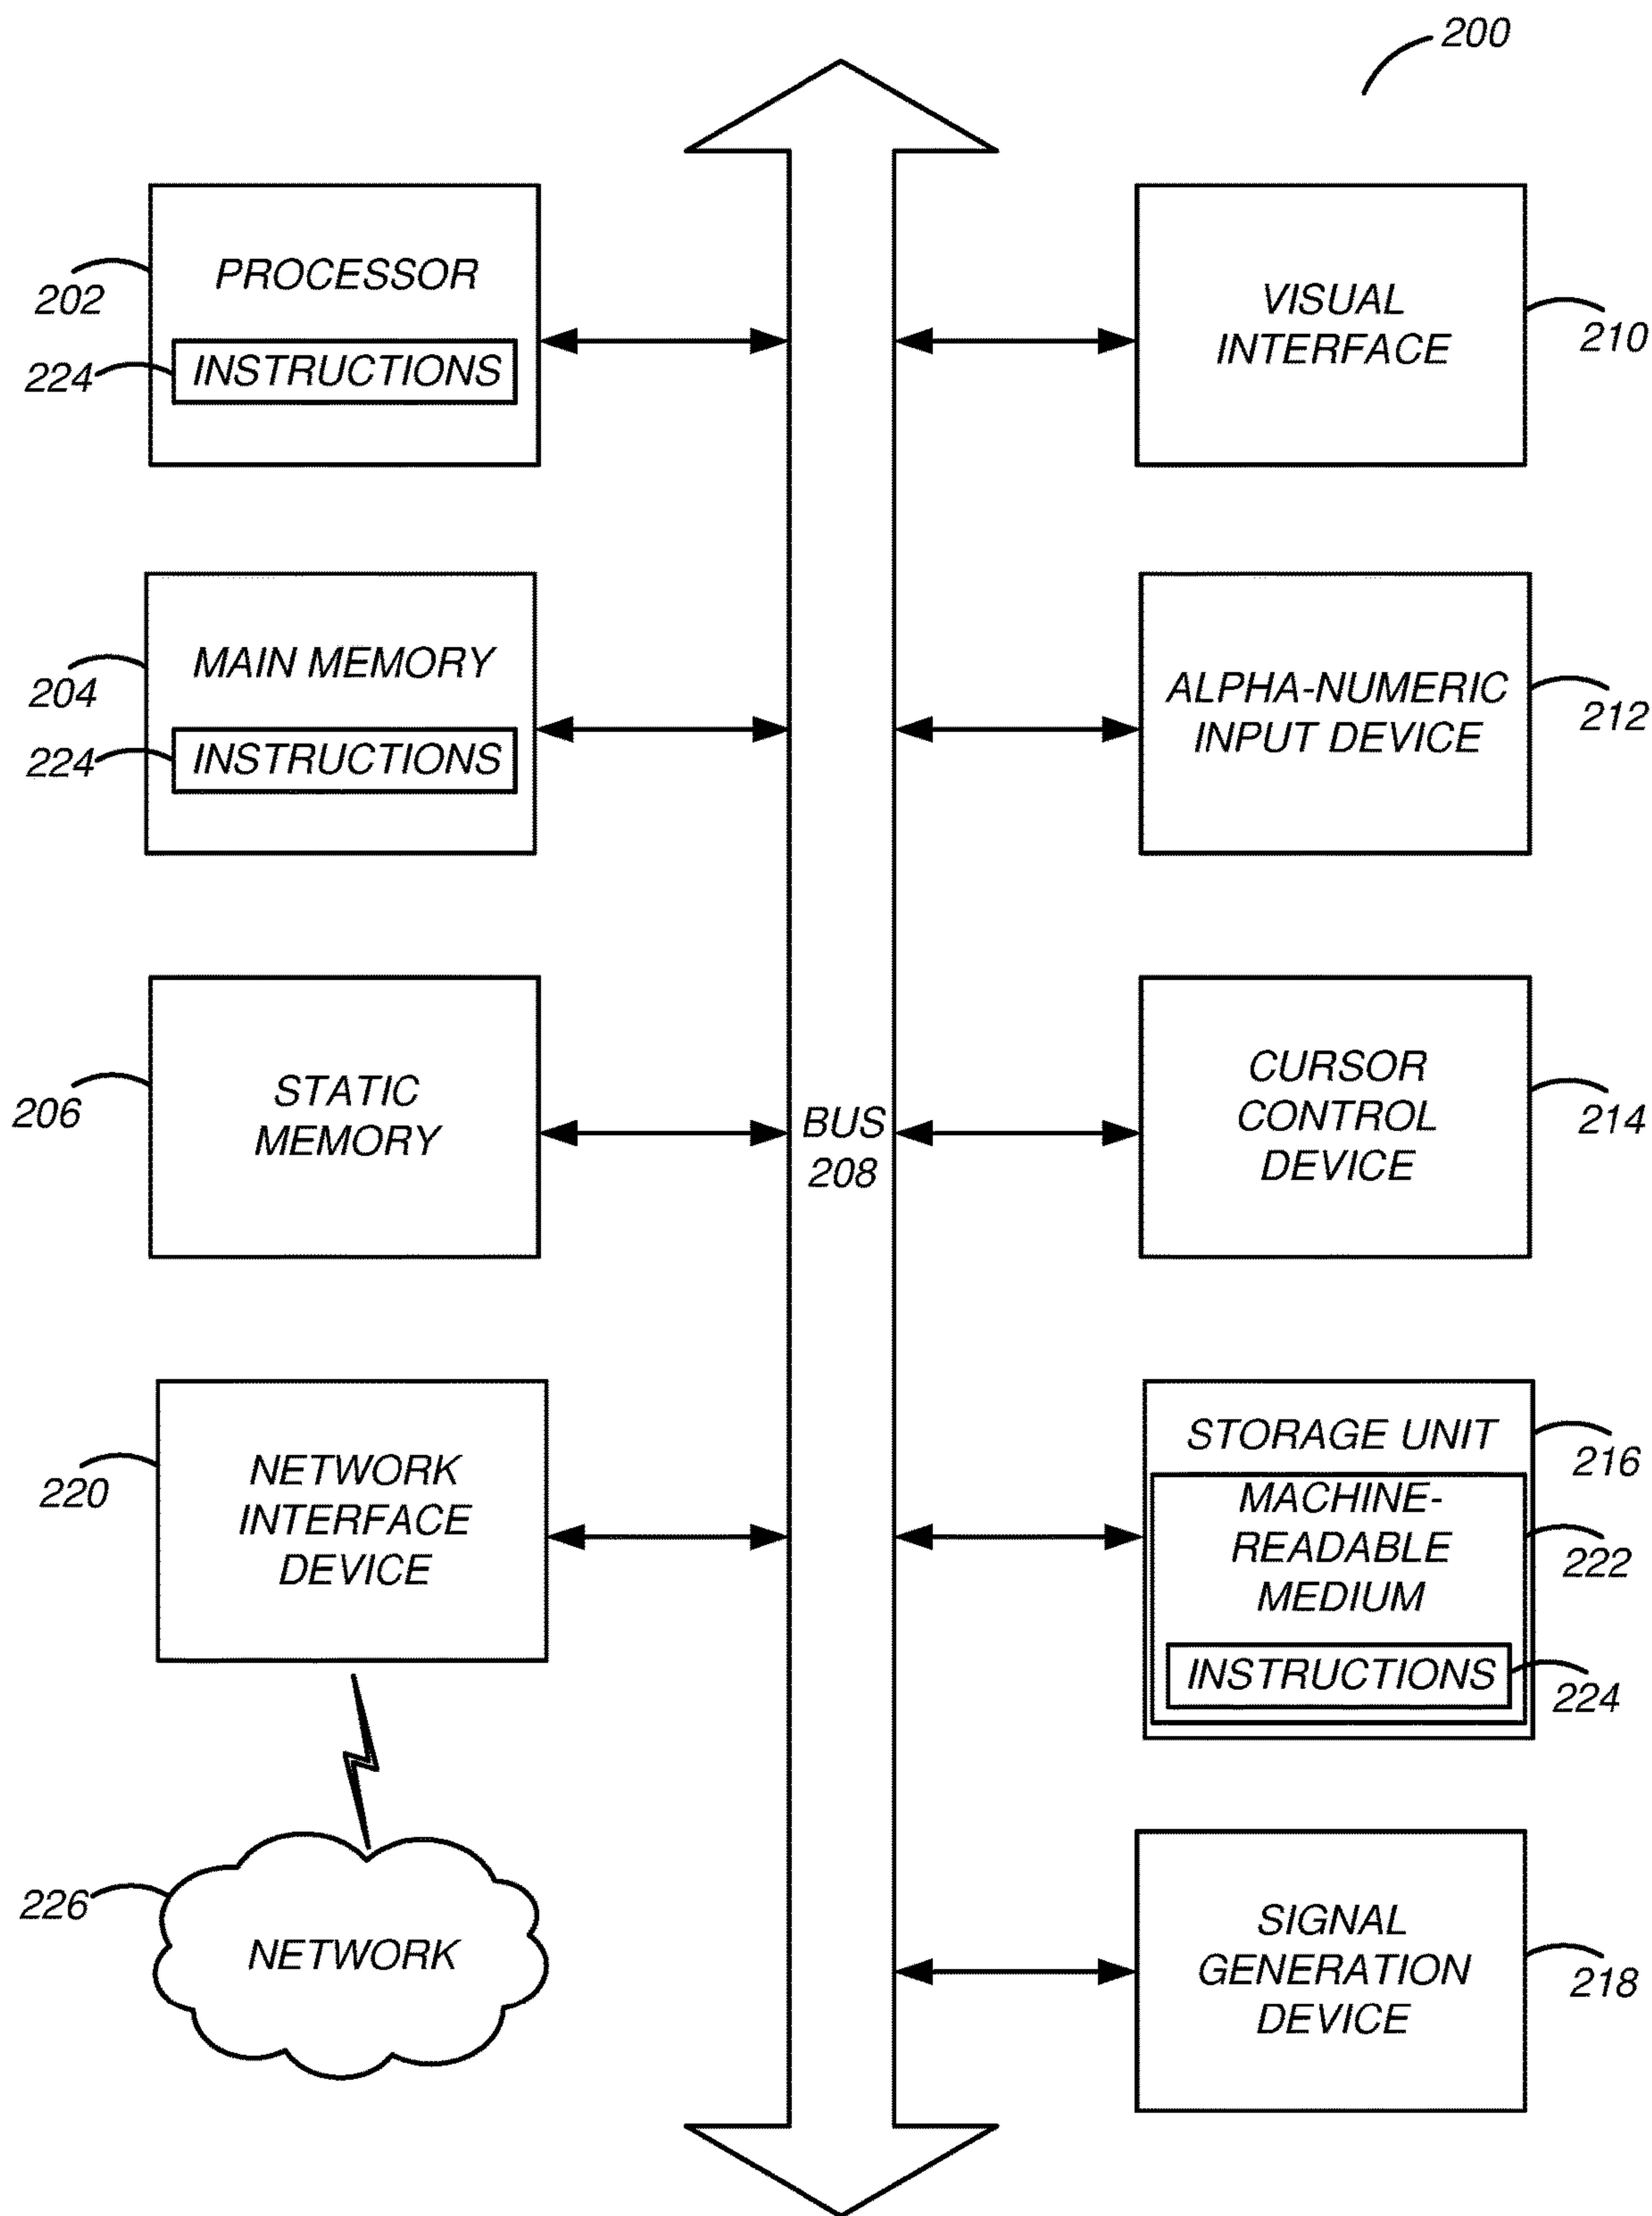 200
PROCESSOR
202
INSTRUCTIONS
224
VISUAL
INTERFACE
210
MAIN MEMORY
204
INSTRUCTIONS
224
ALPHA-NUMERIC
INPUT DEVICE
212
STATIC
MEMORY
206
BUS
208
CURSOR
CONTROL
DEVICE
214
NETWORK
INTERFACE
DEVICE
220
STORAGE UNIT
216
MACHINE-
READABLE
MEDIUM
222
INSTRUCTIONS
224
226
NETWORK
SIGNAL
GENERATION
DEVICE
218